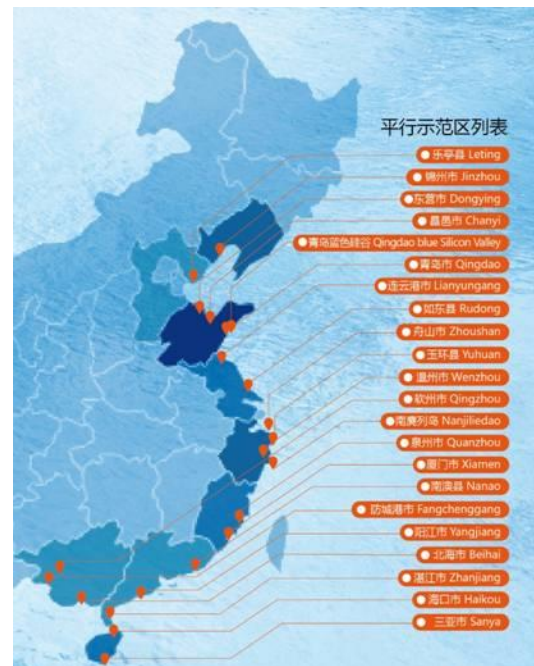 平行示范区列表
乐亭县 Leting
锦州市 Jinzhou
东营市 Dongying
昌邑市 Chanyi
青岛蓝色硅谷 Qingdao blue Silicon Valley
青岛市 Qingdao
连云港市 Lianyungang
如东县 Rudong
舟山市 Zhoushan
玉环县 Yuhuan
温州市 Wenzhou
钦州市 Qingzhou
南麂列岛 Nanjiliedao
泉州市 Quanzhou
厦门市 Xiamen
南澳县 Nanao
防城港市 Fangchenggang
阳江市 Yangjiang
北海市 Beihai
湛江市 Zhanjiang
海口市 Haikou
三亚市 Sanya